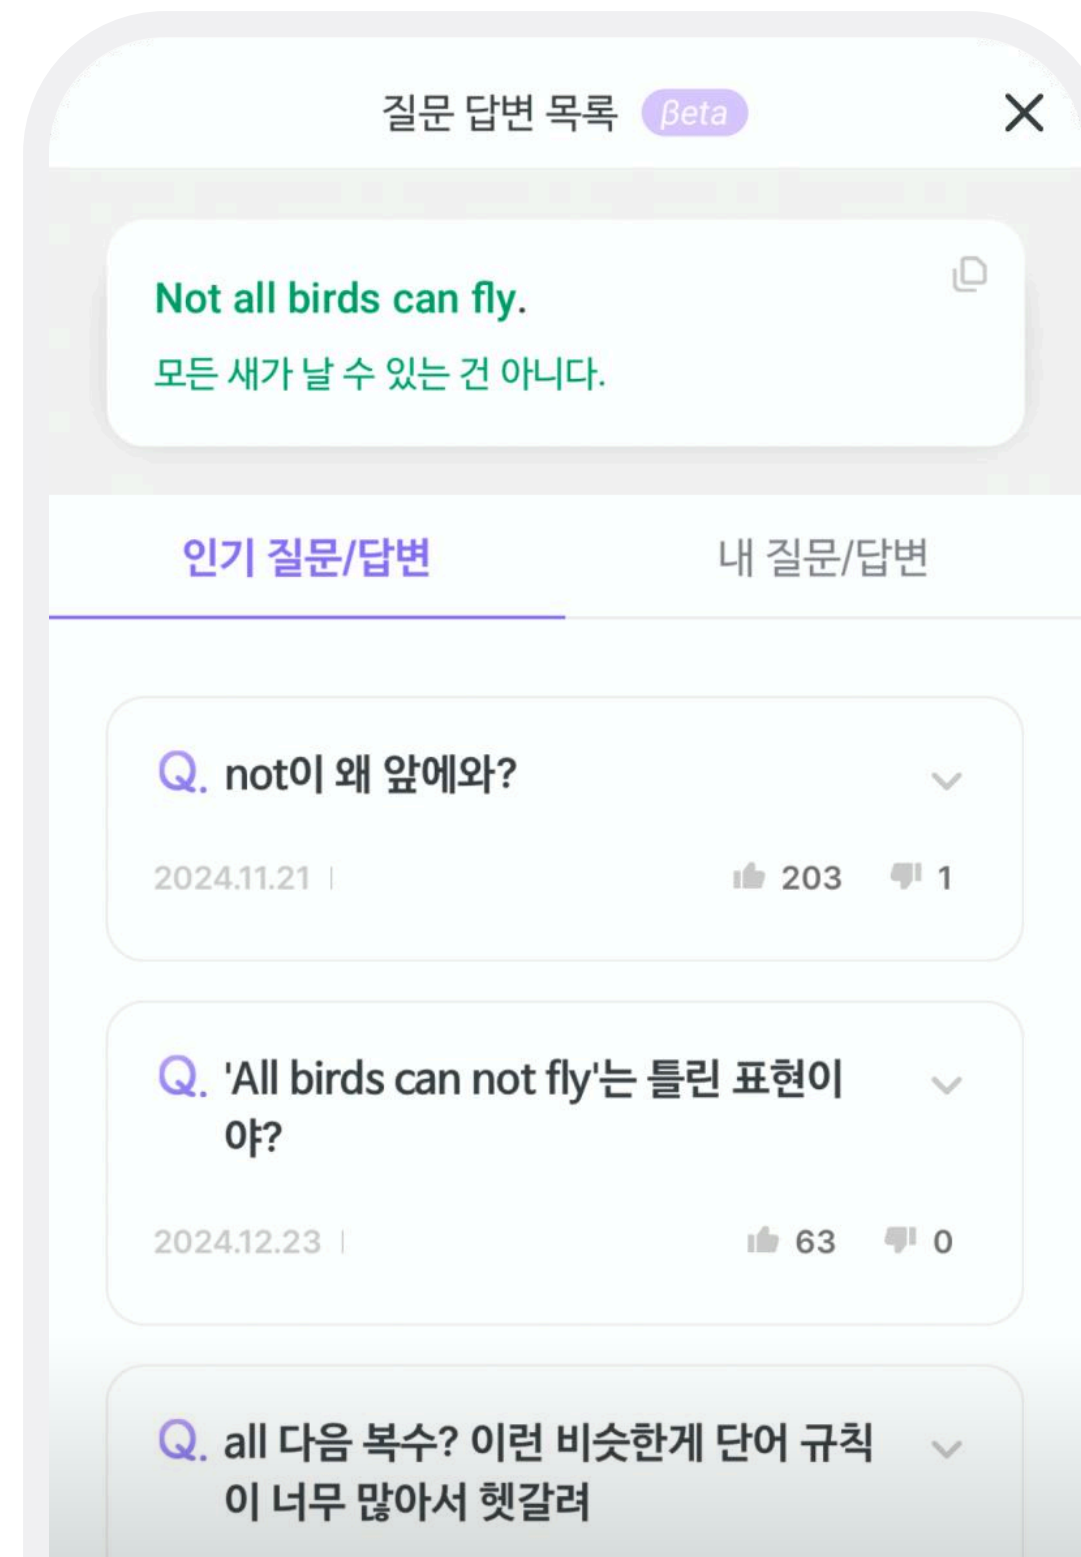 질문 답변 목록 βeta
Not all birds can fly.
모든 새가 날 수 있는 건 아니다.
인기 질문/답변 내 질문/답변
Q. not이 왜 앞에와?
2024.11.21 203 1
Q. 'All birds can not fly'는 틀린 표현이
야?
2024.12.23 63 0
Q. all 다음 복수? 이런 비슷한게 단어 규칙
이 너무 많아서 헷갈려